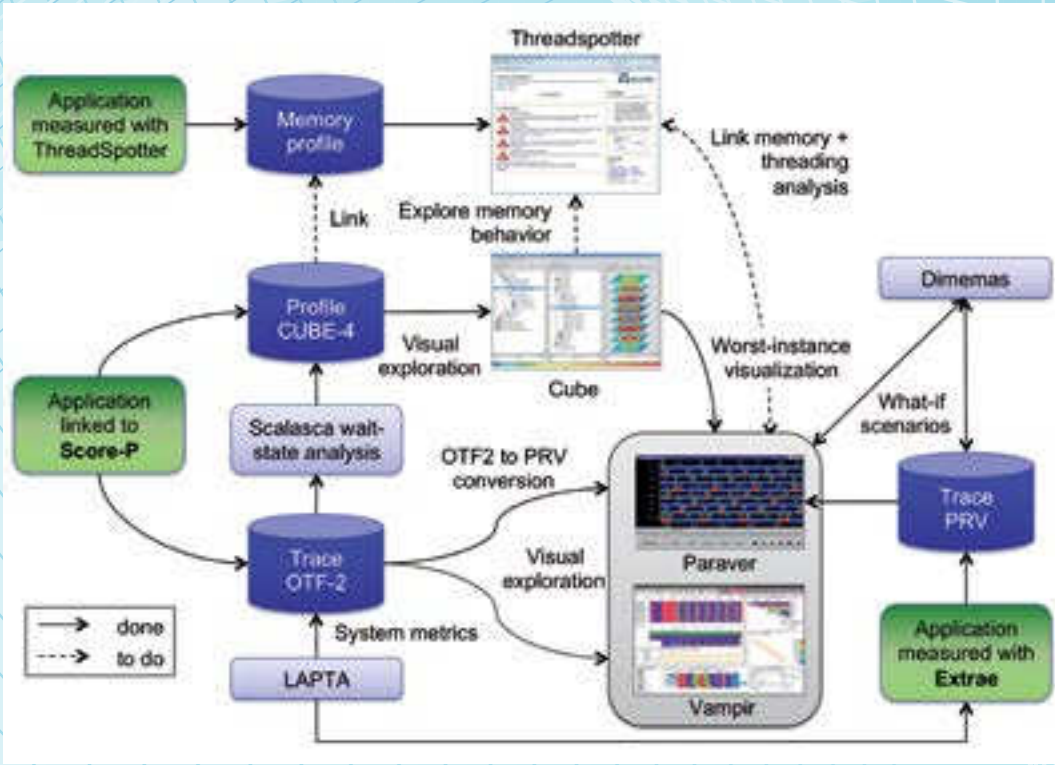 Threadspotter
Application
measured with
ThreadSpotter
Memory
profile
Link memory +
threading
analysis
Link
Explore memory
behavior
Dimemas
Profile
CUBE-4
Visual
exploration
Cube
Worst-instance
visualization
What-if
scenarios
Application
linked to
Score-P
Scalasca wait-
state analysis
OTF2 to PRV
conversion
Trace
PRV
Trace
OTF-2
Visual
exploration
Paraver
done
to do
System metrics
LAPTA
Application
measured with
Extrae
Vampir